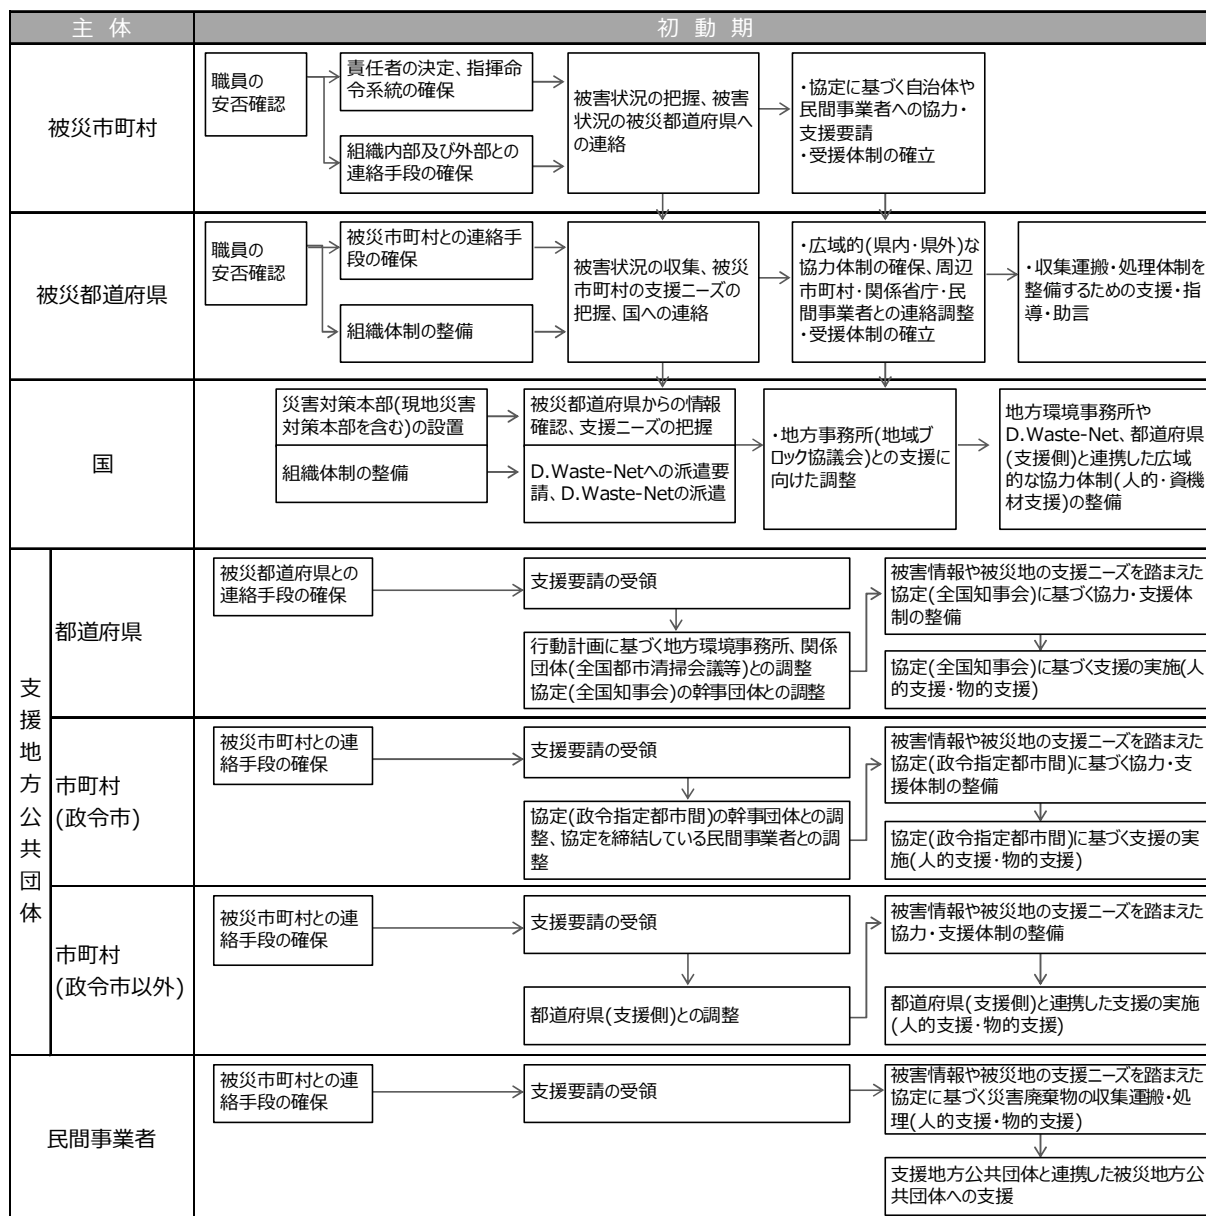 主 体
初 動 期
被災市町村
職員の
安否確認
責任者の決定、指揮命
令系統の確保
組織内部及び外部との
連絡手段の確保
被害状況の把握、被害
状況の被災都道府県へ
の連絡
・協定に基づく自治体や
民間事業者への協力・
支援要請
・受援体制の確立
被災都道府県
職員の
安否確認
被災市町村との連絡手
段の確保
組織体制の整備
被害状況の収集、被災
市町村の支援ニーズの
把握、国への連絡
・広域的(県内・県外)な
協力体制の確保、周辺
市町村・関係省庁・民
間事業者との連絡調整
・受援体制の確立
・収集運搬・処理体制を
整備するための支援・指
導・助言
国
災害対策本部(現地災害
対策本部を含む)の設置
組織体制の整備
被災都道府県からの情報
確認、支援ニーズの把握
D.Waste-Netへの派遣要
請、D.Waste-Netの派遣
・地方事務所(地域ブ
ロック協議会)との支援に
向けた調整
地方環境事務所や
D.Waste-Net、都道府県
(支援側)と連携した広域
的な協力体制(人的・資機
材支援)の整備
支援地方公共団体
都道府県
被災都道府県との
連絡手段の確保
支援要請の受領
行動計画に基づく地方環境事務所、関係
団体(全国都市清掃会議等)との調整
協定(全国知事会)の幹事団体との調整
被害情報や被災地の支援ニーズを踏まえた
協定(全国知事会)に基づく協力・支援体
制の整備
協定(全国知事会)に基づく支援の実施(人
的支援・物的支援)
市町村
(政令市)
被災市町村との連
絡手段の確保
支援要請の受領
協定(政令指定都市間)の幹事団体との調
整、協定を締結している民間事業者との調
整
被害情報や被災地の支援ニーズを踏まえた
協定(政令指定都市間)に基づく協力・支
援体制の整備
協定(政令指定都市間)に基づく支援の実
施(人的支援・物的支援)
市町村
(政令市以外)
被災市町村との連
絡手段の確保
支援要請の受領
都道府県(支援側)との調整
被害情報や被災地の支援ニーズを踏まえた
協力・支援体制の整備
都道府県(支援側)と連携した支援の実施
(人的支援・物的支援)
民間事業者
被災市町村との連
絡手段の確保
支援要請の受領
被害情報や被災地の支援ニーズを踏まえた
協定に基づく災害廃棄物の収集運搬・処
理(人的支援・物的支援)
支援地方公共団体と連携した被災地方公
共団体への支援